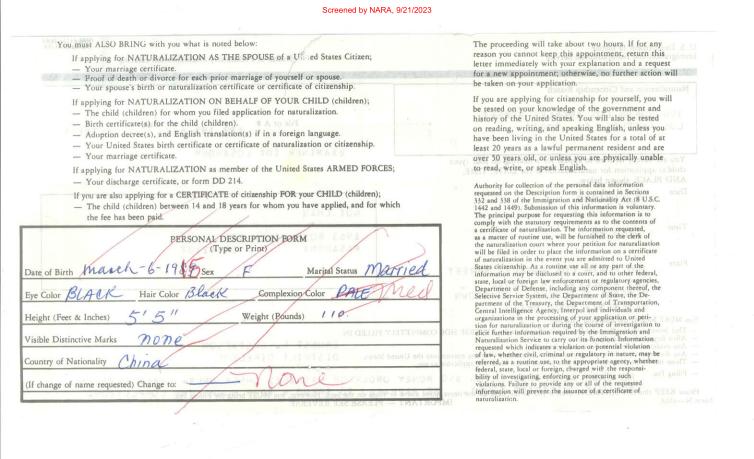 Screened by NARA, 9/21/2023
You must ALSO BRING with you what is noted below:
If applying for NATURALIZATION AS THE SPOUSE of a United States Citizen;
— Your marriage certificate.
— Proof of death or divorce for each prior marriage of yourself or spouse.
— Your spouse's birth or naturalization certificate or certificate of citizenship.
If applying for NATURALIZATION ON BEHALF OF YOUR CHILD (children);
— The child (children) for whom you filed application for naturalization.
— Birth certificate(s) for the child (children).
— Adoption decree(s), and English translation(s) if in a foreign language.
— Your United States birth certificate or certificate of naturalization or citizenship.
— Your marriage certificate.
If applying for NATURALIZATION as member of the United States ARMED FORCES;
— Your discharge certificate, or form DD 214.
If you are also applying for a CERTIFICATE of citizenship FOR your CHILD (children);
— The child (children) between 14 and 18 years for whom you have applied, and for which
the fee has been paid.
PERSONAL DESCRIPTION FORM
(Type or Print)
Date of Birth March-6- Sex F Marital Status Married
Eye Color BLACK Hair Color Black Complexion Color PALE Med
Height (Feet & Inches) 5' 5" Weight (Pounds) 110
Visible Distinctive Marks none
Country of Nationality China
(If change of name requested) Change to: none
The proceeding will take about two hours. If for any
reason you cannot keep this appointment, return this
letter immediately with your explanation and a request
for a new appointment; otherwise, no further action will
be taken on your application.
If you are applying for citizenship for yourself, you will
be tested on your knowledge of the government and
history of the United States. You will also be tested
on reading, writing, and speaking English, unless you
have been living in the United States for a total of at
least 20 years as a lawful permanent resident and are
over 50 years old, or unless you are physically unable
to read, write, or speak English.
Authority for collection of the personal data information
requested on the Description form is contained in Sections
332 and 338 of the Immigration and Nationality Act (8 U.S.C.
1442 and 1449). Submission of this information is voluntary.
The principal purpose for requesting this information is to
comply with the statutory requirements as to the contents of
a certificate of naturalization. The information requested,
as a matter of routine use, will be furnished to the clerk of
the naturalization court where your petition for naturalization
will be filed in order to place the information on a certificate
of naturalization in the event you are admitted to United
States citizenship. As a routine use all or any part of the
information may be disclosed to a court, and to other federal,
state, local or foreign law enforcement or regulatory agencies,
Department of Defense, including any component thereof, the
Selective Service System, the Department of State, the De-
partment of the Treasury, the Department of Transportation,
Central Intelligence Agency, Interpol and individuals and
organizations in the processing of your application or peti-
tion for naturalization or during the course of investigation to
elicit further information required by the Immigration and
Naturalization Service to carry out its function. Information
requested which indicates a violation or potential violation
of law, whether civil, criminal or regulatory in nature, may be
referred, as a routine use, to the appropriate agency, whether
federal, state, local or foreign, charged with the responsi-
bility of investigating, enforcing or prosecuting such
violations. Failure to provide any or all of the requested
information will prevent the issuance of a certificate of
naturalization.